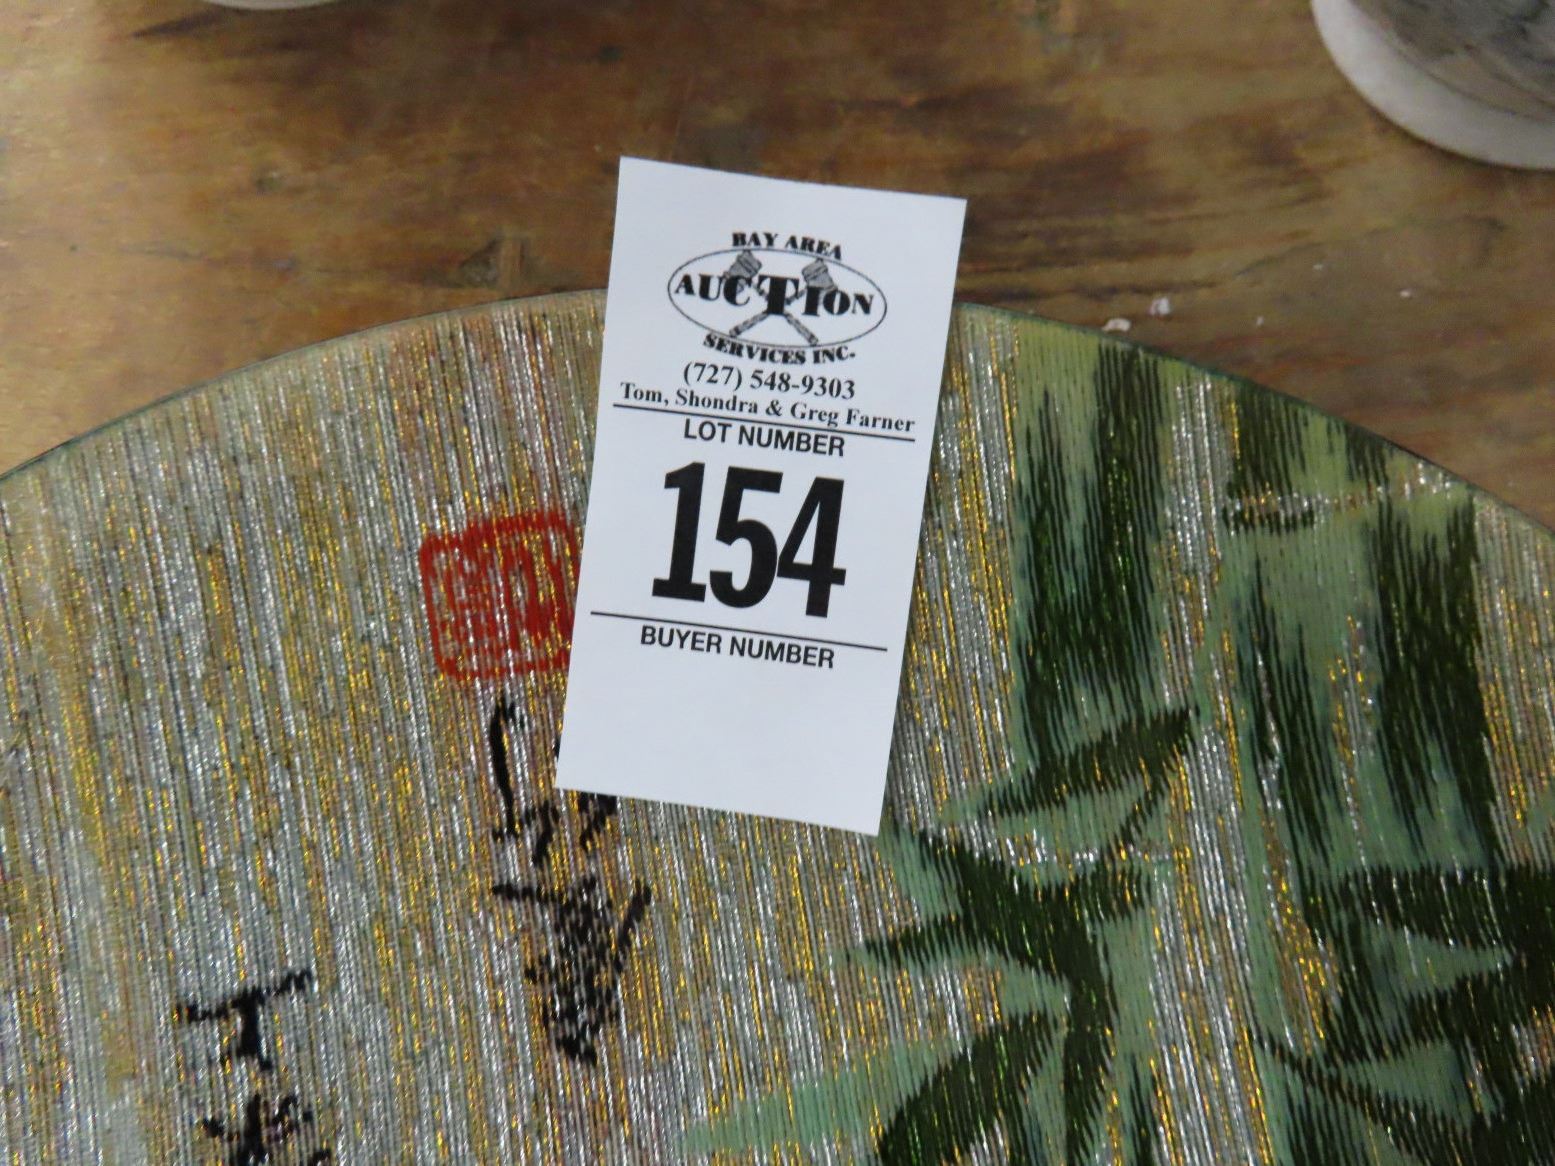 BAY AREA
AUCTION
SERVICES INC.
(727) 548-9303
Tom, Shondra & Greg Farner
LOT NUMBER
154
BUYER NUMBER